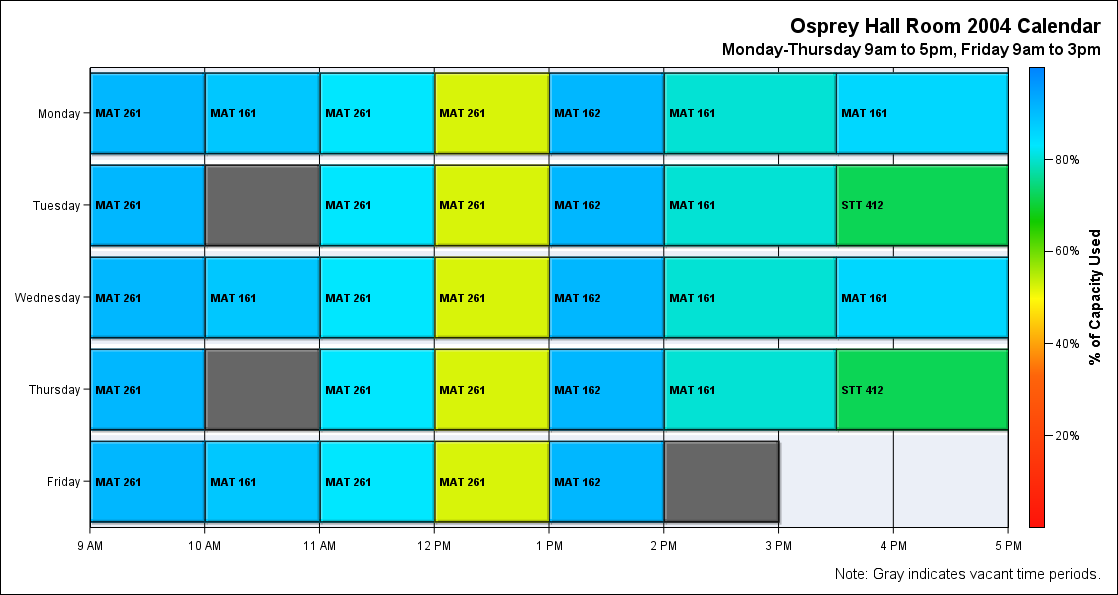 Osprey Hall Room 2004 Calendar
Monday-Thursday 9am to 5pm, Friday 9am to 3pm
Monday MAT 261 MAT 161 MAT 261 MAT 261 MAT 162 MAT 161 MAT 161
Tuesday MAT 261 MAT 261 MAT 261 MAT 162 MAT 161 STT 412
Wednesday MAT 261 MAT 161 MAT 261 MAT 261 MAT 162 MAT 161 MAT 161
Thursday MAT 261 MAT 261 MAT 261 MAT 162 MAT 161 STT 412
Friday MAT 261 MAT 161 MAT 261 MAT 261 MAT 162
9 AM 10 AM 11 AM 12 PM 1 PM 2 PM 3 PM 4 PM 5 PM
80%
60%
40%
20%
% of Capacity Used
Note: Gray indicates vacant time periods.